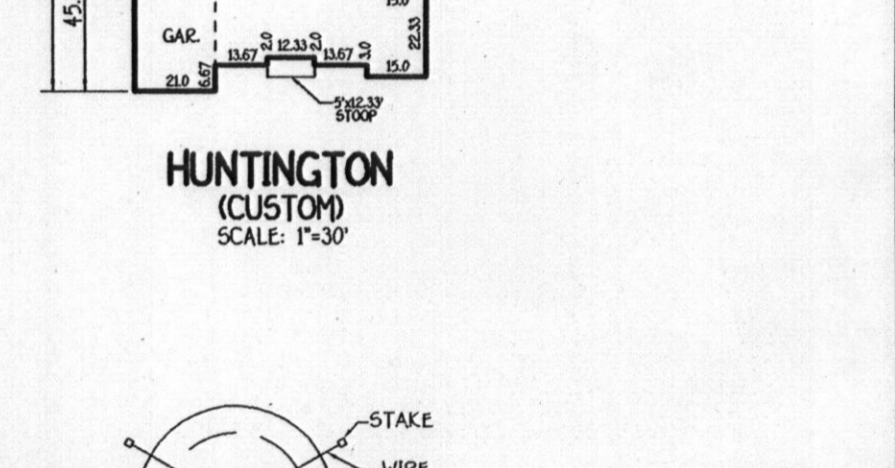 15.0
45.
GAR.
22.33
13.67 2.0 12.33 2.0 13.67 3.0
21.0 6.67 15.0
5'x12.33'
STOOP
HUNTINGTON
(CUSTOM)
SCALE: 1"=30'
STAKE
WIRE